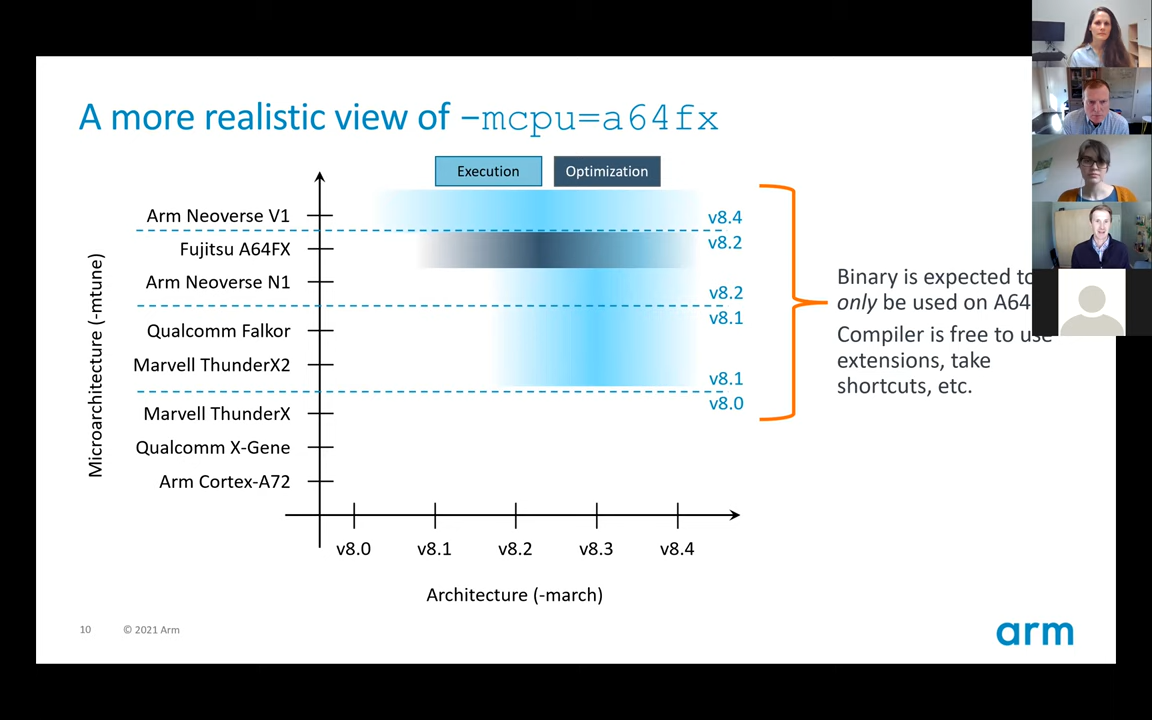 A more realistic view of -mcpu=a64fx
Execution
Optimization
Microarchitecture (-mtune)
Arm Neoverse V1
Fujitsu A64FX
Arm Neoverse N1
Qualcomm Falkor
Marvell ThunderX2
Marvell ThunderX
Qualcomm X-Gene
Arm Cortex-A72
v8.4
v8.2
v8.2
v8.1
v8.1
v8.0
v8.0 v8.1 v8.2 v8.3 v8.4
Architecture (-march)
Binary is expected to
only be used on A64
Compiler is free to use
extensions, take
shortcuts, etc.
10 © 2021 Arm
arm